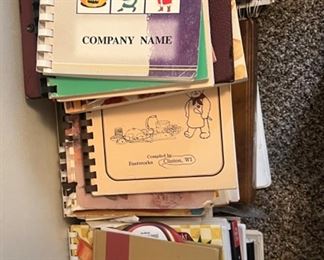 COMPANY NAME
Compiled by
Footworks Clinton, WI